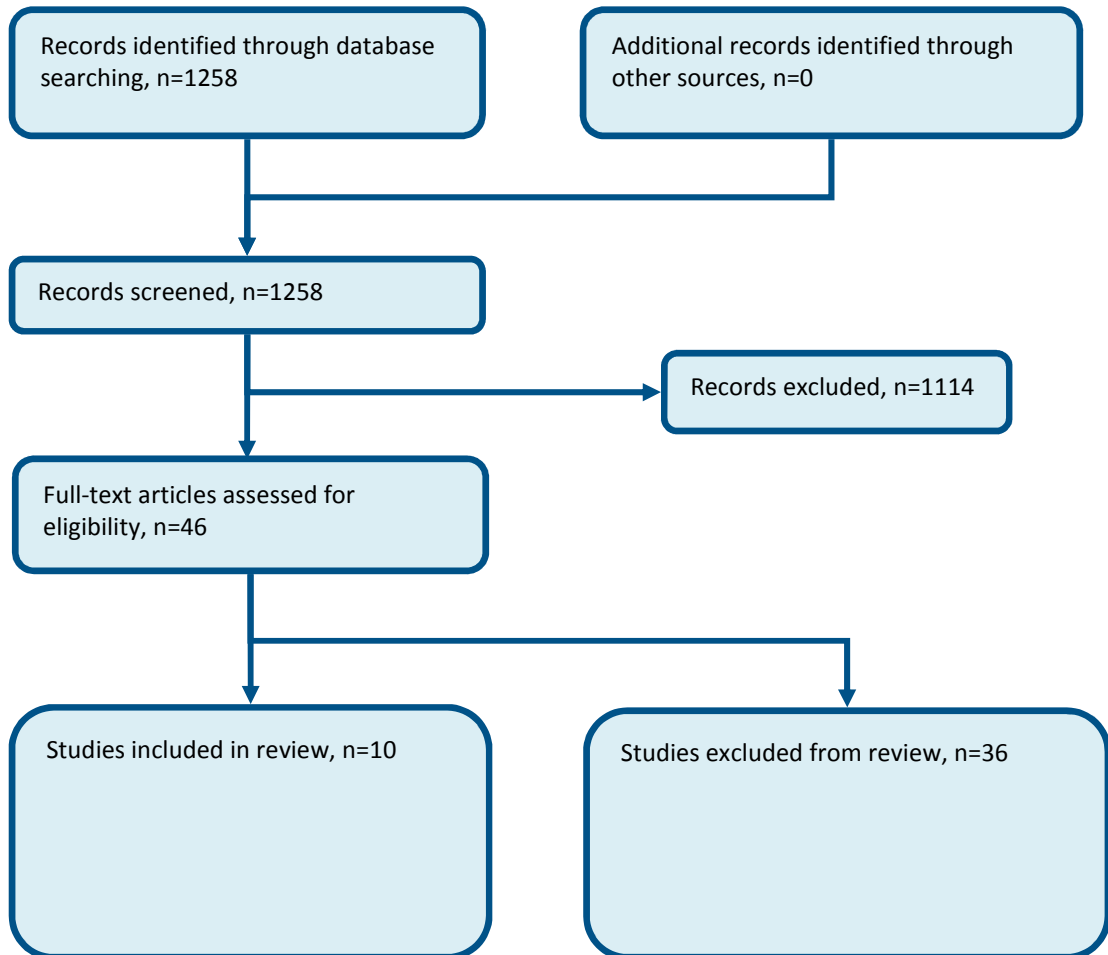 Records identified through database
searching, n=1258
Additional records identified through
other sources, n=0
Records screened, n=1258
Records excluded, n=1114
Full-text articles assessed for
eligibility, n=46
Studies included in review, n=10
Studies excluded from review, n=36